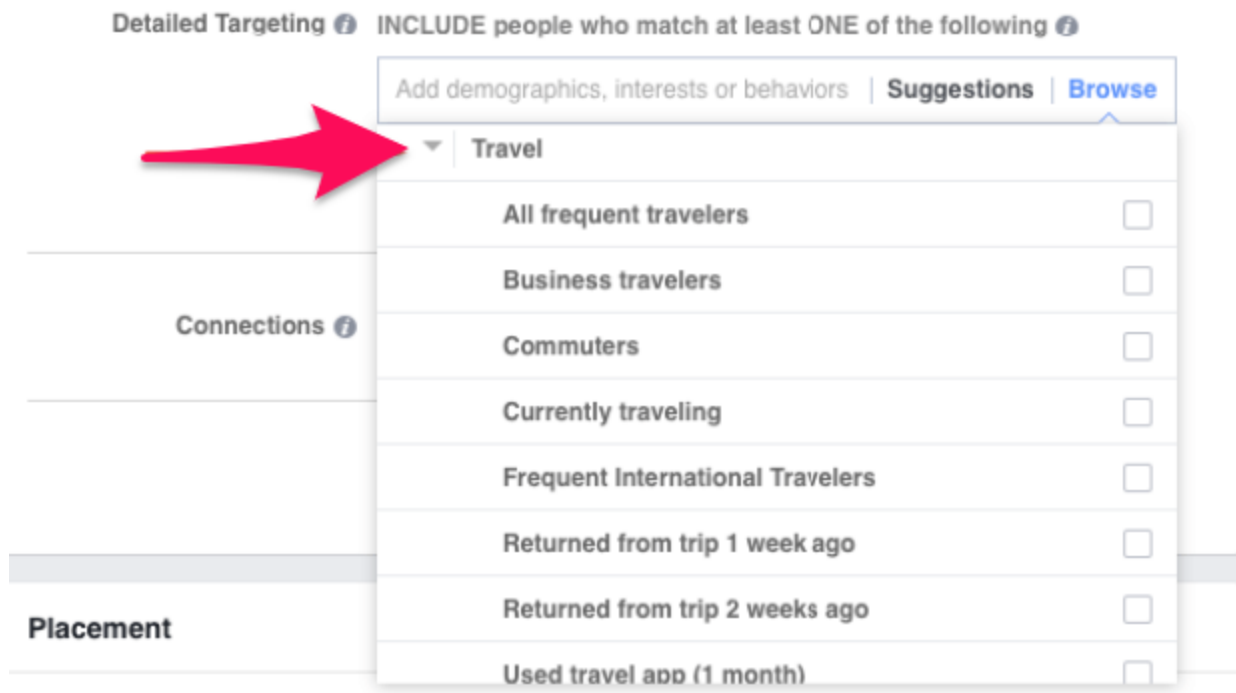 Detailed Targeting INCLUDE people who match at least ONE of the following
Add demographics, interests or behaviors | Suggestions | Browse
Travel
All frequent travelers
Business travelers
Commuters
Connections
Currently traveling
Frequent International Travelers
Returned from trip 1 week ago
Returned from trip 2 weeks ago
Placement
Used travel app (1 month)